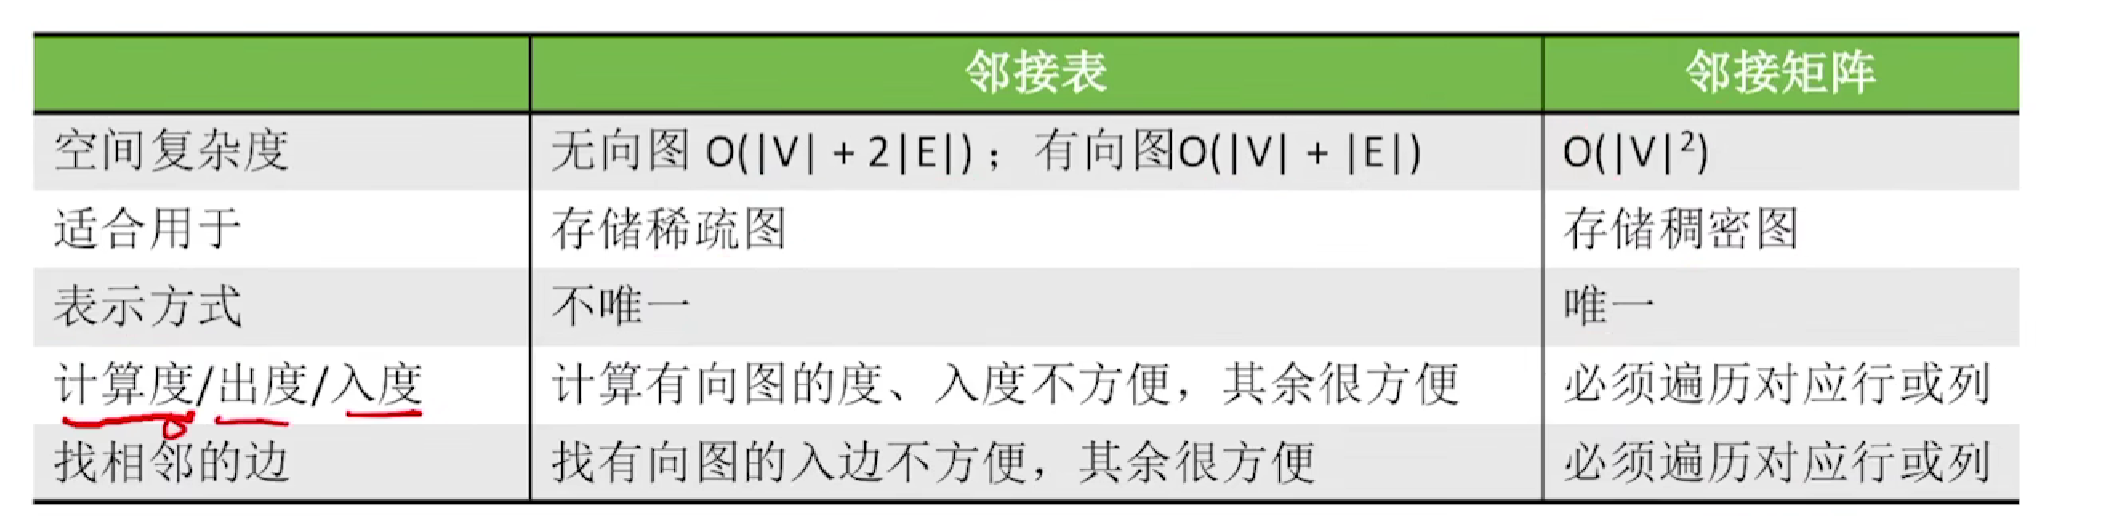 邻接表 邻接矩阵
空间复杂度 无向图 O(|V| + 2|E|)；有向图O(|V| + |E|) O(|V|²)
适合用于 存储稀疏图 存储稠密图
表示方式 不唯一 唯一
计算度/出度/入度 计算有向图的度、入度不方便，其余很方便 必须遍历对应行或列
找相邻的边 找有向图的入边不方便，其余很方便 必须遍历对应行或列